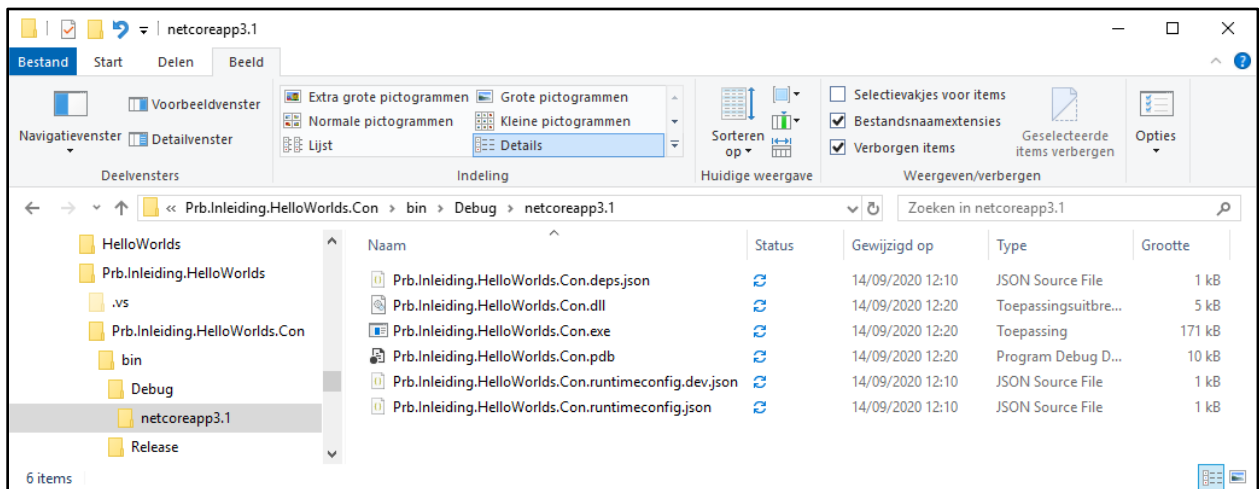 netcoreapp3.1
Bestand Start Delen Beeld
Navigatievenster Voorbeeldvenster Detailvenster
Deelvensters
Extra grote pictogrammen Grote pictogrammen
Normale pictogrammen Kleine pictogrammen
Lijst Details
Indeling
Sorteren op
Huidige weergave
Selectievakjes voor items
Bestandsnaamextensies
Verborgen items
Geselecteerde items verbergen
Weergeven/verbergen
Opties
« Prb.Inleiding.HelloWorlds.Con > bin > Debug > netcoreapp3.1
Zoeken in netcoreapp3.1
HelloWorlds
Prb.Inleiding.HelloWorlds
.vs
Prb.Inleiding.HelloWorlds.Con
bin
Debug
netcoreapp3.1
Release
Naam Status Gewijzigd op Type Grootte
Prb.Inleiding.HelloWorlds.Con.deps.json 14/09/2020 12:10 JSON Source File 1 kB
Prb.Inleiding.HelloWorlds.Con.dll 14/09/2020 12:20 Toepassingsuitbre... 5 kB
Prb.Inleiding.HelloWorlds.Con.exe 14/09/2020 12:20 Toepassing 171 kB
Prb.Inleiding.HelloWorlds.Con.pdb 14/09/2020 12:20 Program Debug D... 10 kB
Prb.Inleiding.HelloWorlds.Con.runtimeconfig.dev.json 14/09/2020 12:10 JSON Source File 1 kB
Prb.Inleiding.HelloWorlds.Con.runtimeconfig.json 14/09/2020 12:10 JSON Source File 1 kB
6 items